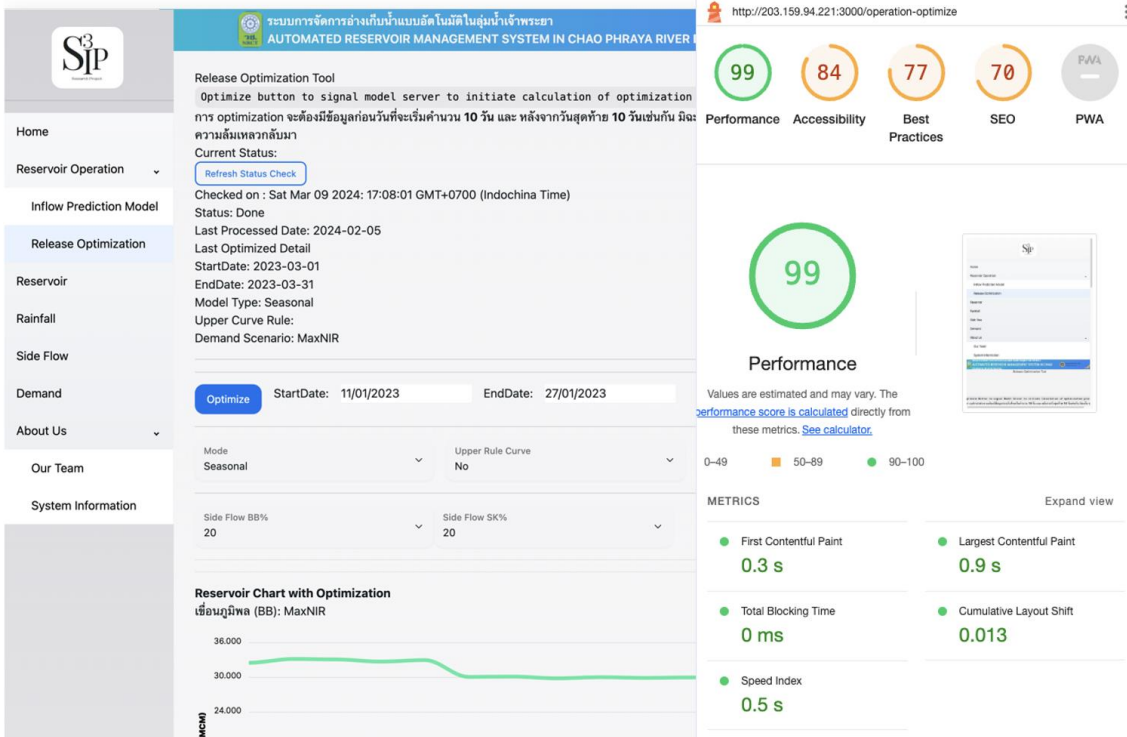 S3IP
Home
Reservoir Operation
Inflow Prediction Model
Release Optimization
Reservoir
Rainfall
Side Flow
Demand
About Us
Our Team
System Information
ระบบการจัดการอ่างเก็บน้ำแบบอัตโนมัติในลุ่มน้ำเจ้าพระยา
AUTOMATED RESERVOIR MANAGEMENT SYSTEM IN CHAO PHRAYA RIVER
Release Optimization Tool
Optimize button to signal model server to initiate calculation of optimization
การ optimization จะต้องมีข้อมูลก่อนวันที่จะเริ่มคำนวน 10 วัน และ หลังจากวันสุดท้าย 10 วันเช่นกัน มิฉะ
ความล้มเหลวกลับมา
Current Status:
Refresh Status Check
Checked on : Sat Mar 09 2024: 17:08:01 GMT+0700 (Indochina Time)
Status: Done
Last Processed Date: 2024-02-05
Last Optimized Detail
StartDate: 2023-03-01
EndDate: 2023-03-31
Model Type: Seasonal
Upper Curve Rule:
Demand Scenario: MaxNIR
Optimize StartDate: 11/01/2023 EndDate: 27/01/2023
Mode
Seasonal
Upper Rule Curve
No
Side Flow BB%
20
Side Flow SK%
20
Reservoir Chart with Optimization
เขื่อนภูมิพล (BB): MaxNIR
36.000
30.000
24.000
MCM)
http://203.159.94.221:3000/operation-optimize
99
Performance
84
Accessibility
77
Best
Practices
70
SEO
PWA
PWA
99
Performance
Values are estimated and may vary. The
performance score is calculated directly from
these metrics. See calculator.
0–49 50–89 90–100
METRICS Expand view
First Contentful Paint
0.3 s
Largest Contentful Paint
0.9 s
Total Blocking Time
0 ms
Cumulative Layout Shift
0.013
Speed Index
0.5 s